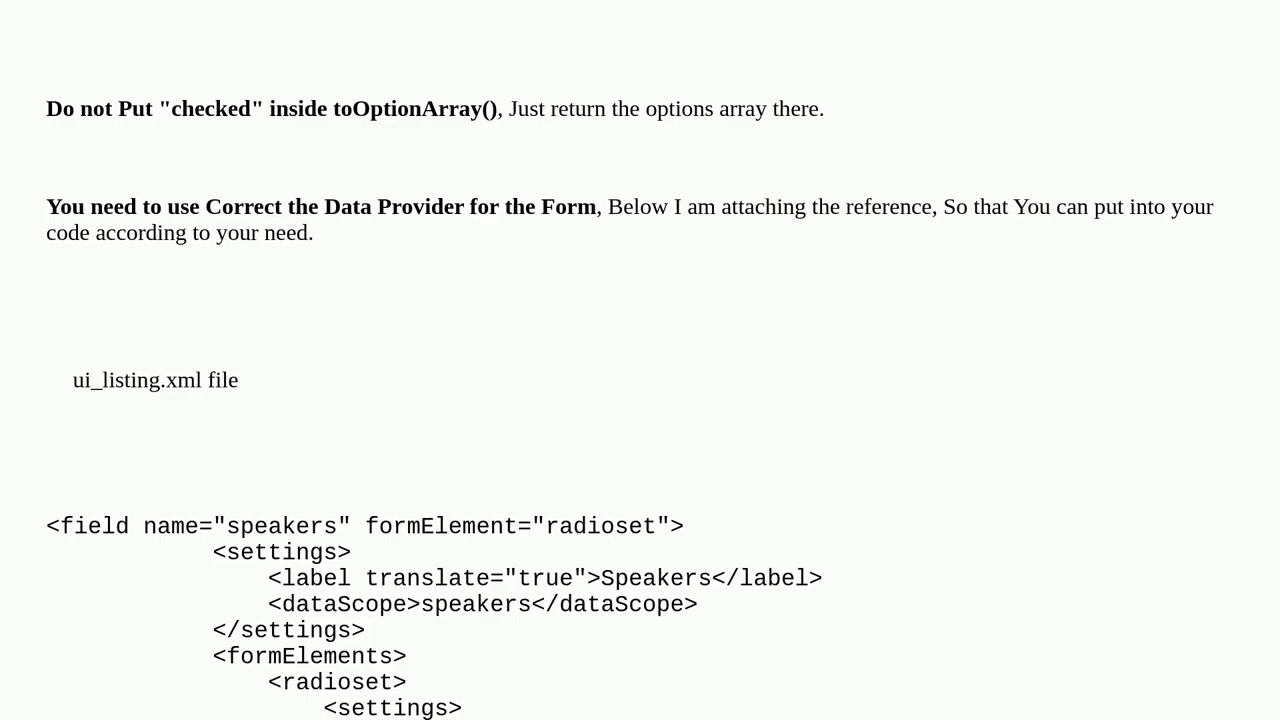 Do not Put "checked" inside toOptionArray(), Just return the options array there.
You need to use Correct the Data Provider for the Form, Below I am attaching the reference, So that You can put into your
code according to your need.
ui_listing.xml file
<field name="speakers" formElement="radioset">
            <settings>
                <label translate="true">Speakers</label>
                <dataScope>speakers</dataScope>
            </settings>
            <formElements>
                <radioset>
                    <settings>